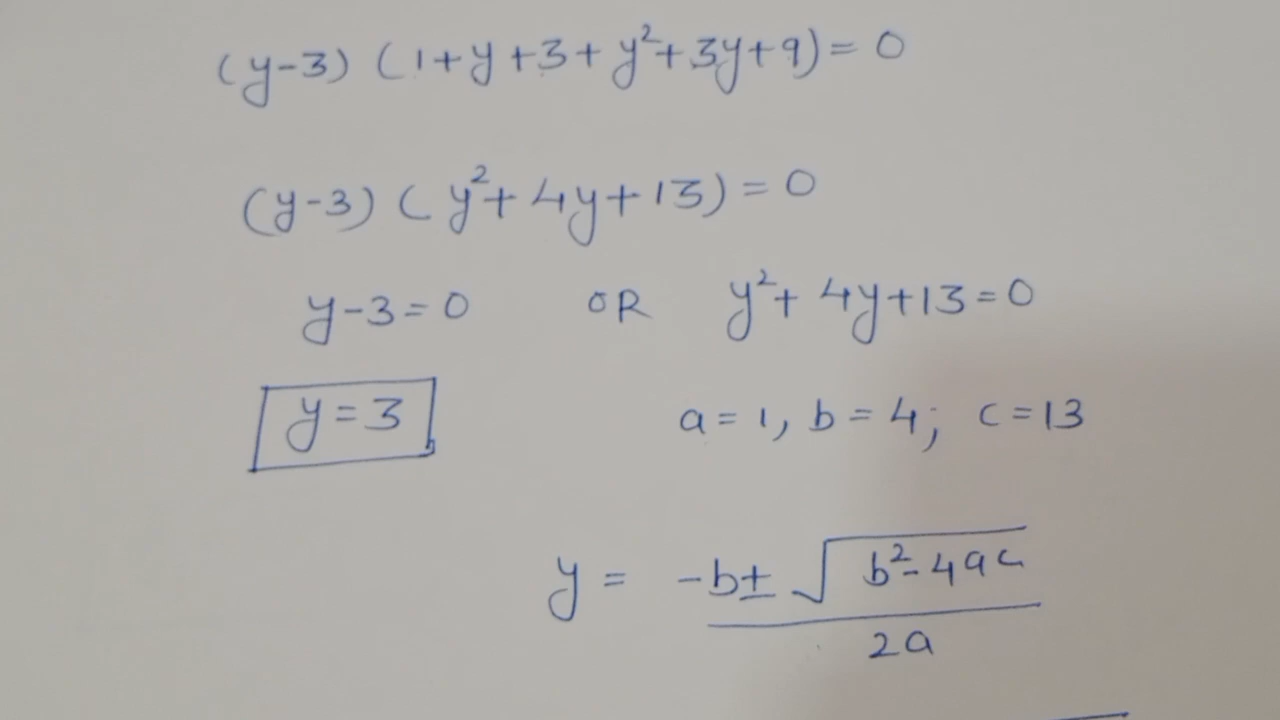 (y-3) (1+y+3+y²+3y+9)=0
(y-3) (y²+4y+13)=0
y-3=0 OR y²+4y+13=0
y=3 a=1, b=4; c=13
y = -b±√b²-4ac
2a